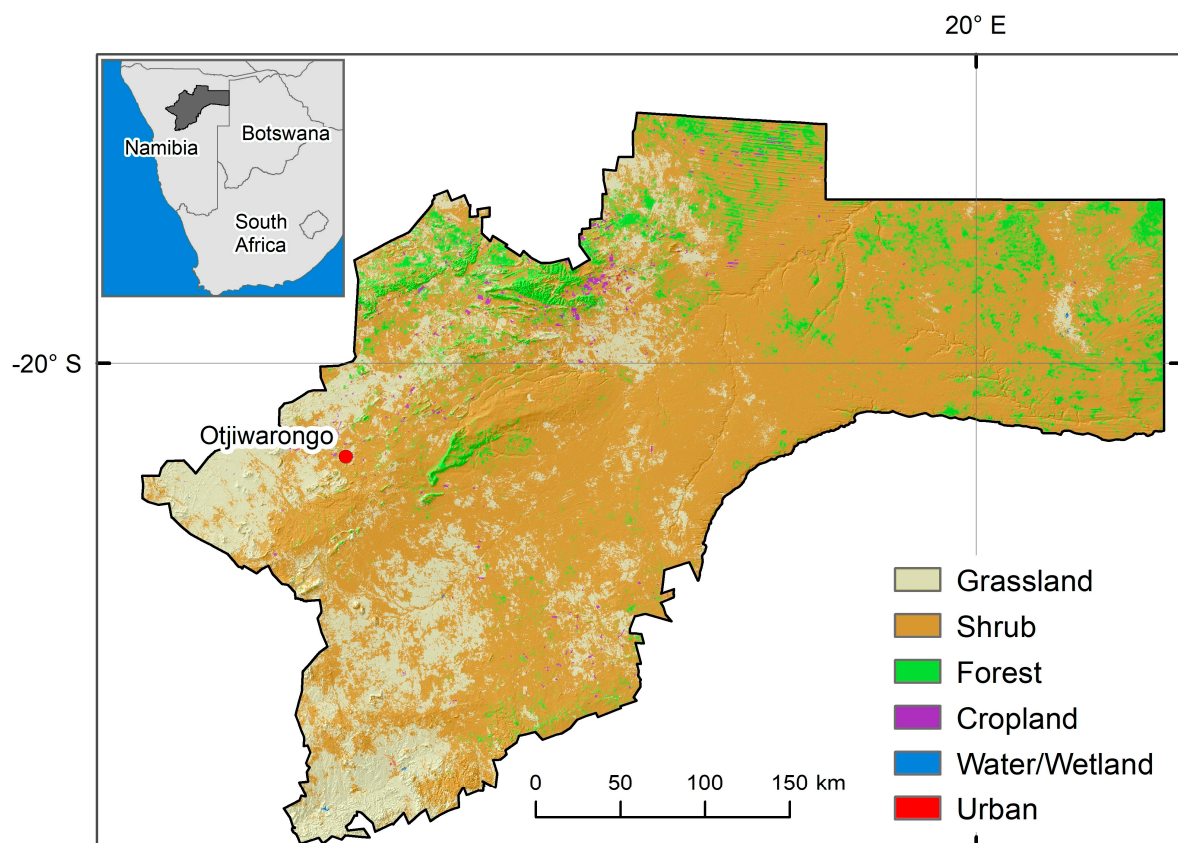 20° E
Namibia
Botswana
South
Africa
-20° S
Otjiwarongo
Grassland
Shrub
Forest
Cropland
Water/Wetland
Urban
0 50 100 150 km